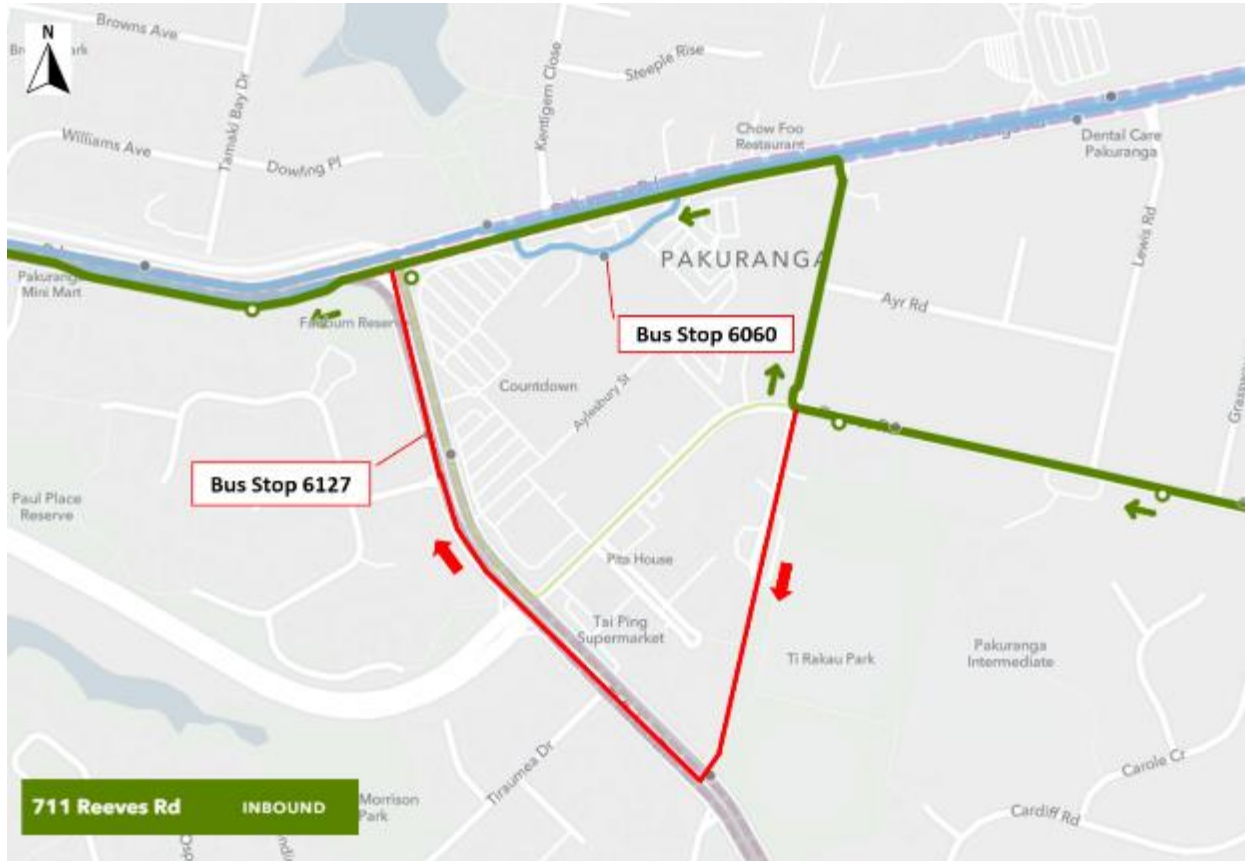 Browns Ave
N
Steeple Rise
Kentigern Close
Tamaki Bay Dr
Chow Foo
Restaurant
Dental Care
Pakuranga
Williams Ave
Dowling Pl
Lewis Rd
PAKURANGA
Pakuranga
Mini Mart
Ayr Rd
Bus Stop 6060
Countdown
Aylesbury St
Bus Stop 6127
Paul Place
Reserve
Pita House
Tai Ping
Supermarket
Ti Rakau Park
Pakuranga
Intermediate
Tiraumea Dr
Carole Cr
711 Reeves Rd INBOUND
Morrison
Park
Cardiff Rd